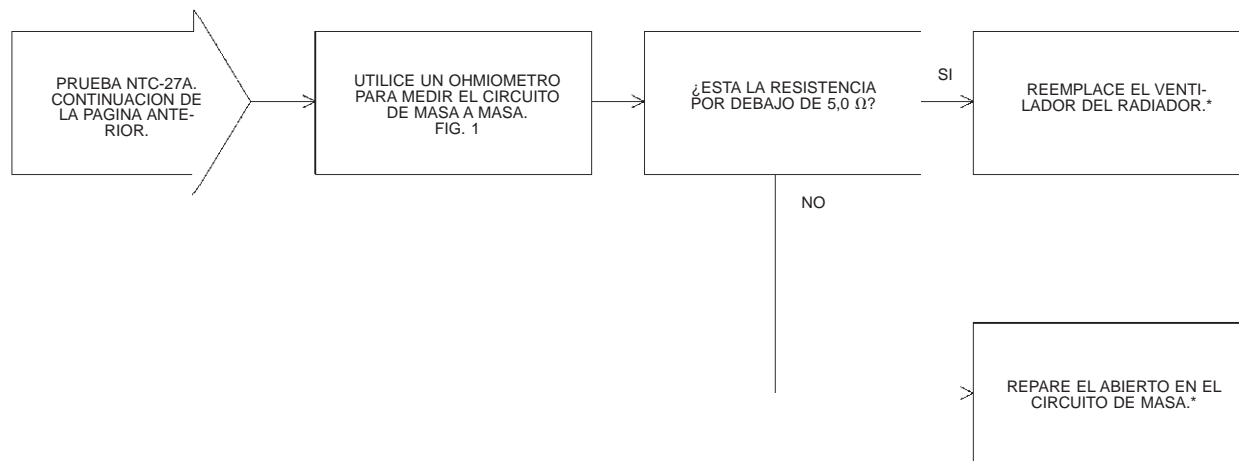 PRUEBA NTC-27A.
CONTINUACION DE
LA PAGINA ANTE-
RIOR.
UTILICE UN OHMIOMETRO
PARA MEDIR EL CIRCUITO
DE MASA A MASA.
FIG. 1
¿ESTA LA RESISTENCIA
POR DEBAJO DE 5,0 Ω?
SI
REEMPLACE EL VENTI-
LADOR DEL RADIADOR.*
NO
REPARE EL ABIERTO EN EL
CIRCUITO DE MASA.*